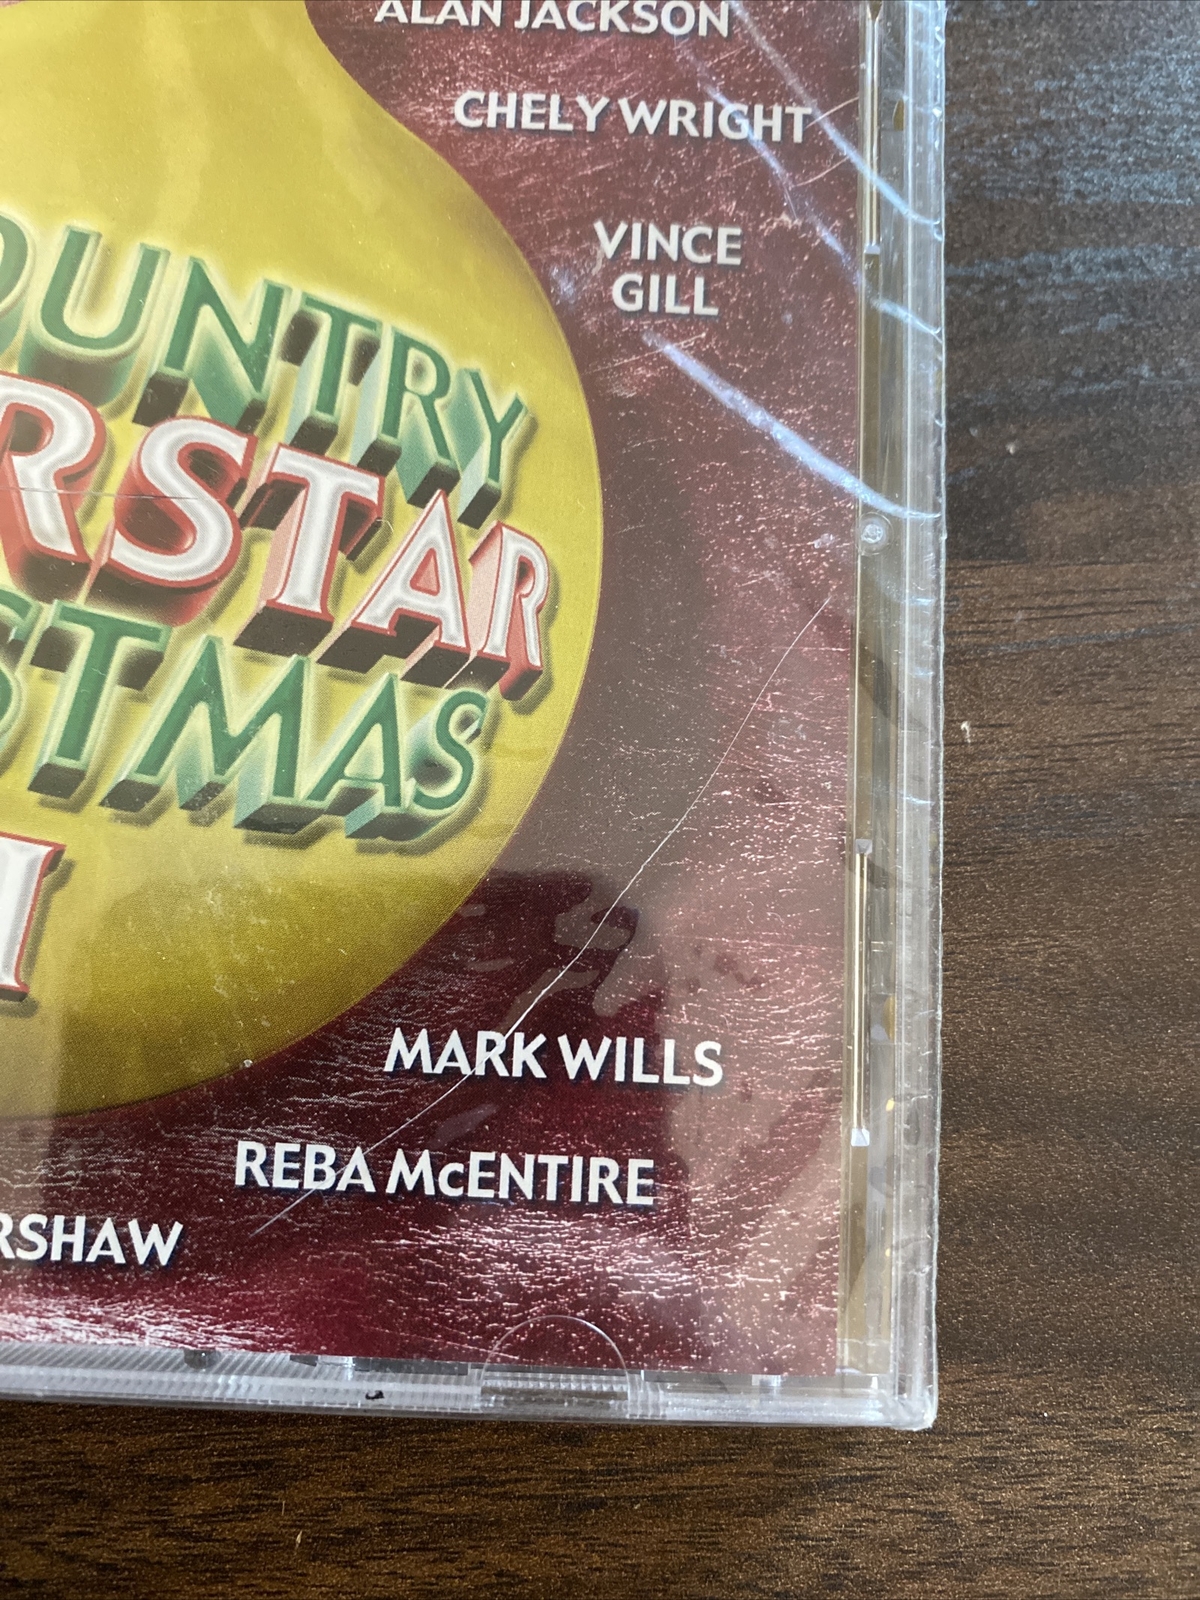 ALAN JACKSON
CHELY WRIGHT
VINCE
GILL
OUNTRY
RSTAR
STMAS
I
MARK WILLS
REBA McENTIRE
RSHAW